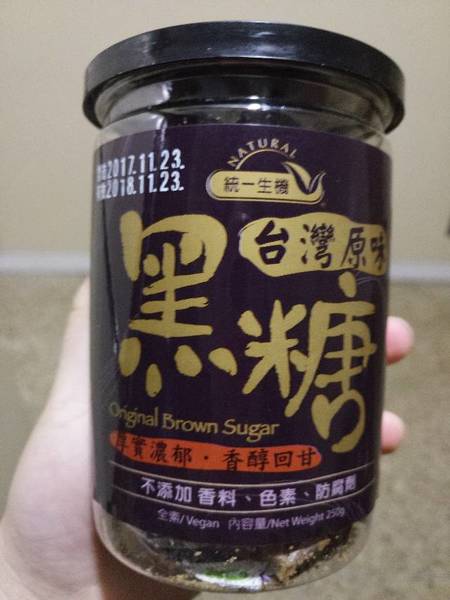 2017.11.23.
2018.11.23.
NATURAL
統一生機
台灣原味
黑糖
Original Brown Sugar
厚實濃郁・香醇回甘
不添加香料、色素、防腐劑
全素/Vegan 內容量/Net Weight 250g